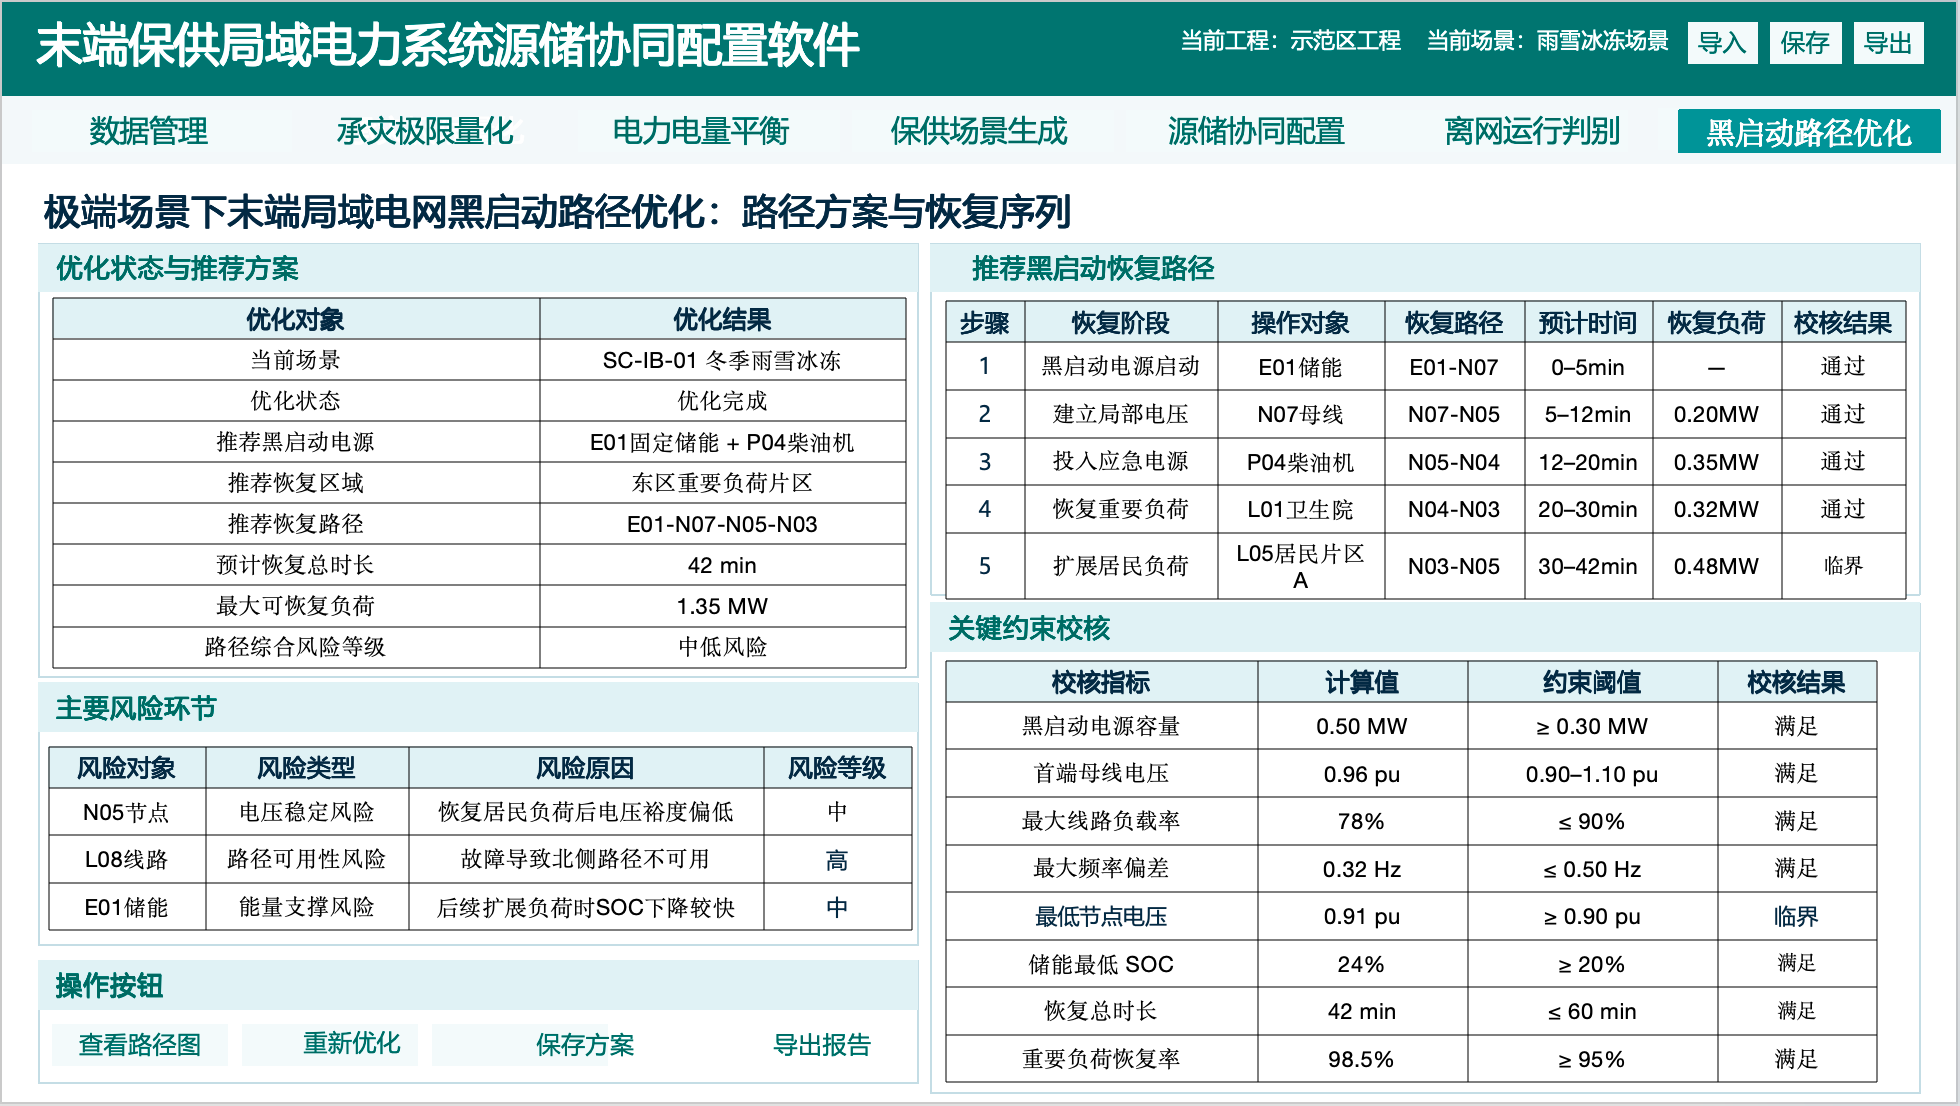 末端保供局域电力系统源储协同配置软件
当前工程：示范区工程 当前场景：雨雪冰冻场景 导入 保存 导出
数据管理 承灾极限量化 电力电量平衡 保供场景生成 源储协同配置 离网运行判别 黑启动路径优化
极端场景下末端局域电网黑启动路径优化：路径方案与恢复序列
优化状态与推荐方案
优化对象 优化结果
当前场景 SC-IB-01 冬季雨雪冰冻
优化状态 优化完成
推荐黑启动电源 E01固定储能 + P04柴油机
推荐恢复区域 东区重要负荷片区
推荐恢复路径 E01-N07-N05-N03
预计恢复总时长 42 min
最大可恢复负荷 1.35 MW
路径综合风险等级 中低风险
主要风险环节
风险对象 风险类型 风险原因 风险等级
N05节点 电压稳定风险 恢复居民负荷后电压裕度偏低 中
L08线路 路径可用性风险 故障导致北侧路径不可用 高
E01储能 能量支撑风险 后续扩展负荷时SOC下降较快 中
操作按钮
查看路径图 重新优化 保存方案 导出报告
推荐黑启动恢复路径
步骤 恢复阶段 操作对象 恢复路径 预计时间 恢复负荷 校核结果
1 黑启动电源启动 E01储能 E01-N07 0–5min — 通过
2 建立局部电压 N07母线 N07-N05 5–12min 0.20MW 通过
3 投入应急电源 P04柴油机 N05-N04 12–20min 0.35MW 通过
4 恢复重要负荷 L01卫生院 N04-N03 20–30min 0.32MW 通过
5 扩展居民负荷 L05居民片区A N03-N05 30–42min 0.48MW 临界
关键约束校核
校核指标 计算值 约束阈值 校核结果
黑启动电源容量 0.50 MW ≥ 0.30 MW 满足
首端母线电压 0.96 pu 0.90–1.10 pu 满足
最大线路负载率 78% ≤ 90% 满足
最大频率偏差 0.32 Hz ≤ 0.50 Hz 满足
最低节点电压 0.91 pu ≥ 0.90 pu 临界
储能最低 SOC 24% ≥ 20% 满足
恢复总时长 42 min ≤ 60 min 满足
重要负荷恢复率 98.5% ≥ 95% 满足